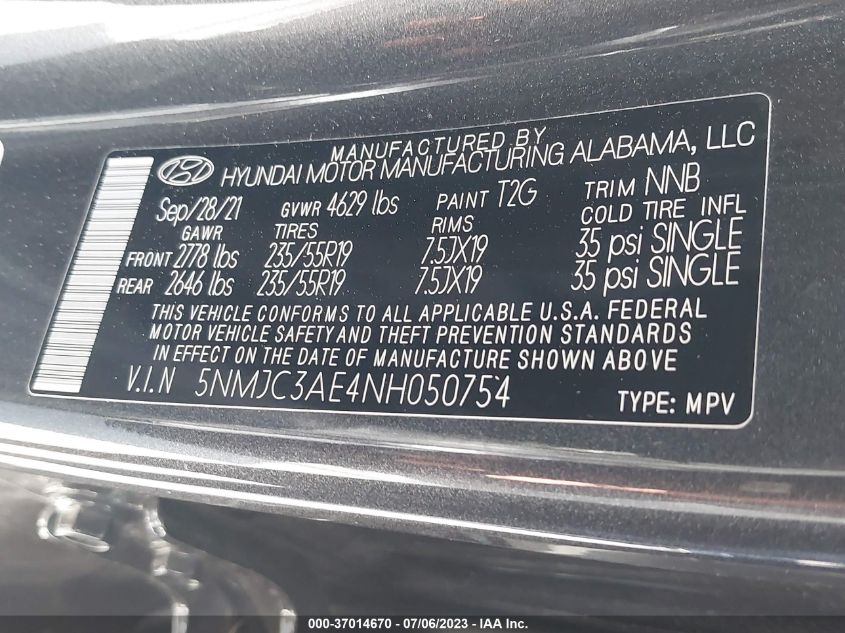 MANUFACTURED BY
HYUNDAI MOTOR MANUFACTURING ALABAMA, LLC
Sep/28/21 GVWR 4629 lbs PAINT T2G TRIM NNB
GAWR TIRES RIMS COLD TIRE INFL
FRONT 2778 lbs 235/55R19 7.5JX19 35 psi SINGLE
REAR 2646 lbs 235/55R19 7.5JX19 35 psi SINGLE
THIS VEHICLE CONFORMS TO ALL APPLICABLE U.S.A. FEDERAL
MOTOR VEHICLE SAFETY AND THEFT PREVENTION STANDARDS
IN EFFECT ON THE DATE OF MANUFACTURE SHOWN ABOVE
V.I.N 5NMJC3AE4NH050754 TYPE: MPV
000-37014670 - 07/06/2023 - IAA Inc.